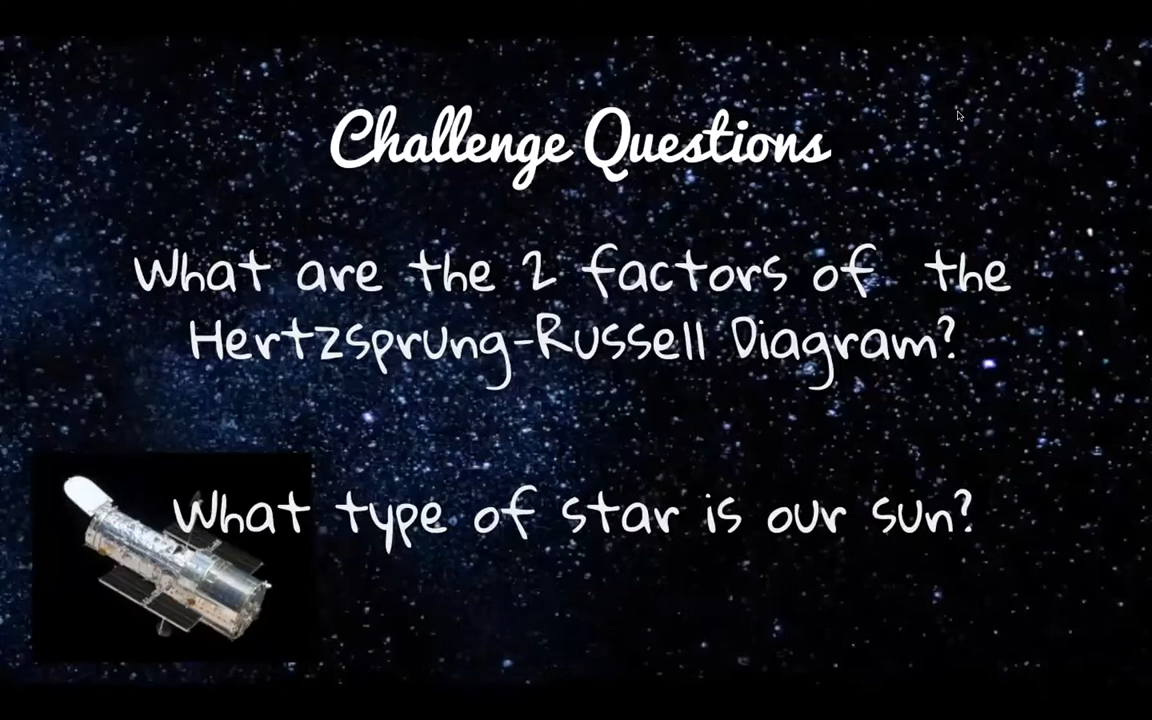 Challenge Questions
What are the 2 factors of the
Hertzsprung-Russell Diagram?
What type of star is our sun?